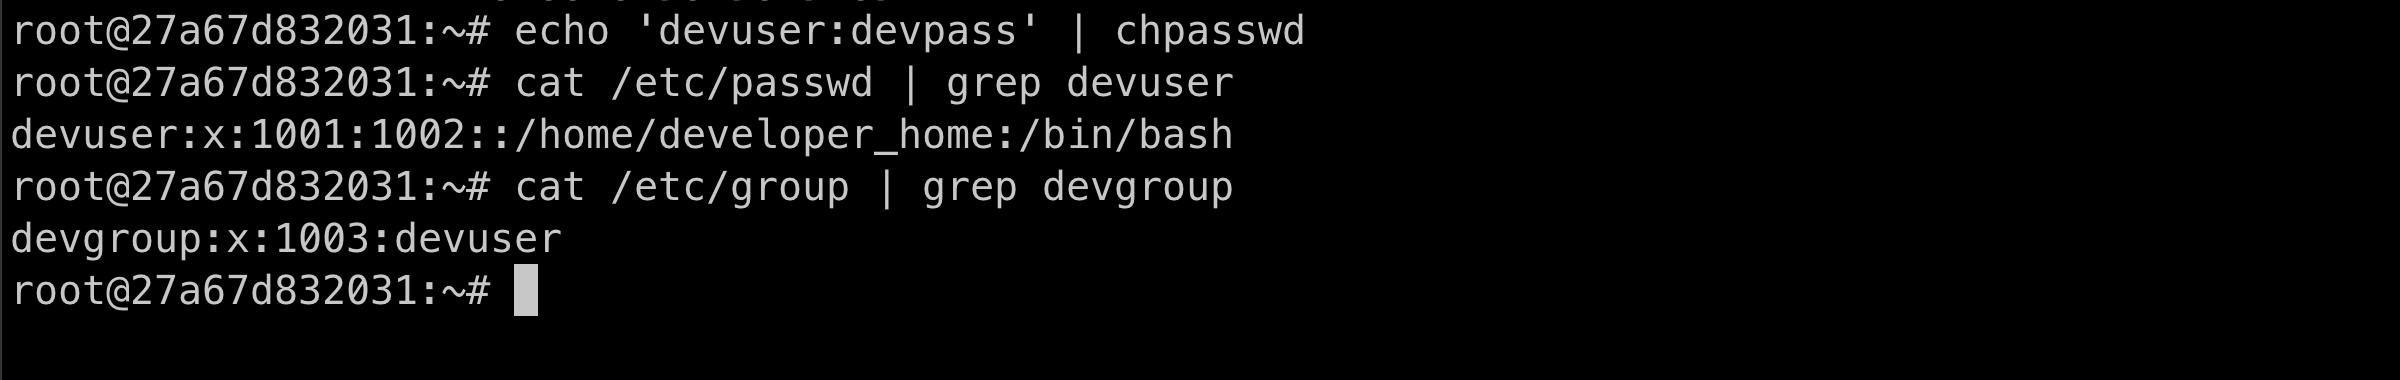 root@27a67d832031:~# echo 'devuser:devpass' | chpasswd
root@27a67d832031:~# cat /etc/passwd | grep devuser
devuser:x:1001:1002::/home/developer_home:/bin/bash
root@27a67d832031:~# cat /etc/group | grep devgroup
devgroup:x:1003:devuser
root@27a67d832031:~#